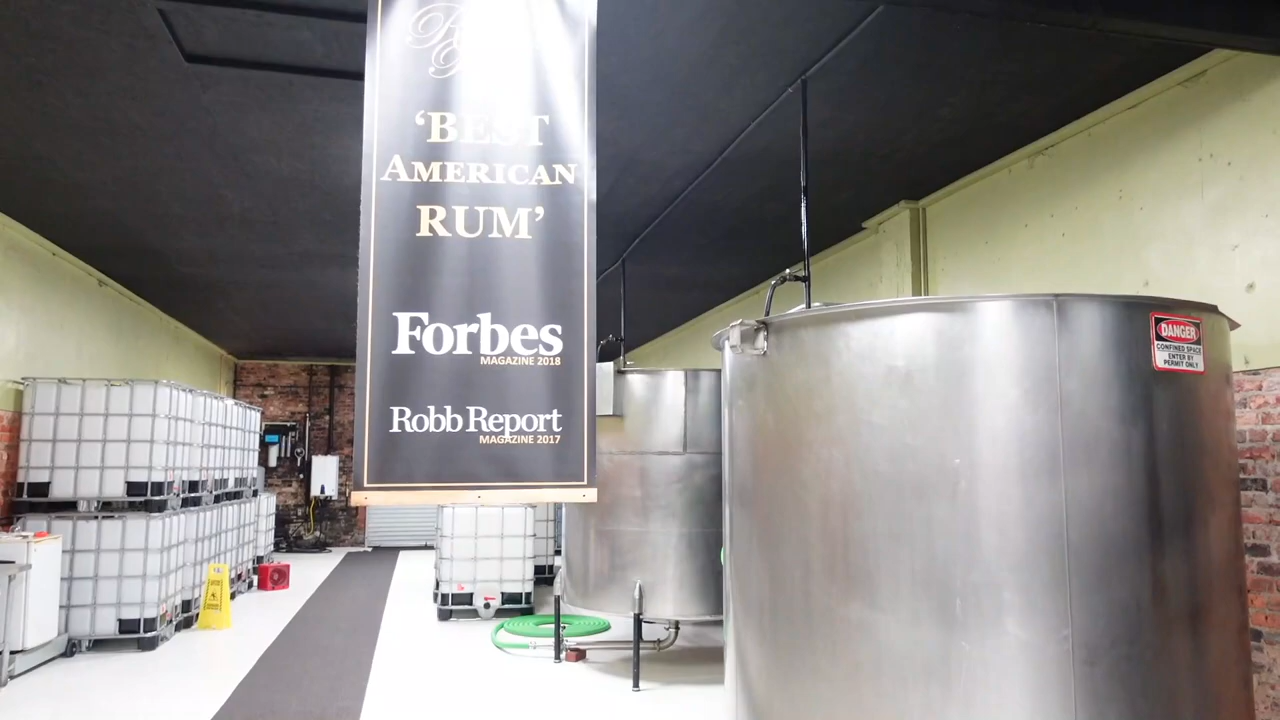 ‘BEST
AMERICAN
RUM’
Forbes
MAGAZINE 2018
Robb Report
MAGAZINE 2017
DANGER
CONFINED SPACE
ENTER BY
PERMIT ONLY